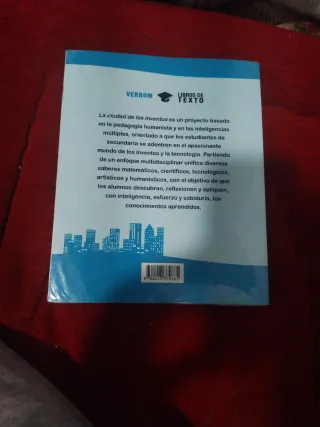 VERBUM
LIBROS DE
TEXTO
La ciudad de los inventos es un proyecto basado
en la pedagogía humanista y en las inteligencias
múltiples, orientado a que los estudiantes de
secundaria se adentren en el apasionante
mundo de los inventos y la tecnología. Partiendo
de un enfoque multidisciplinar unifica diversos
saberes matemáticos, científicos, tecnológicos,
artísticos y humanísticos, con el objetivo de que
los alumnos descubran, reflexionen y apliquen,
con inteligencia, esfuerzo y sabiduría, los
conocimientos aprendidos.